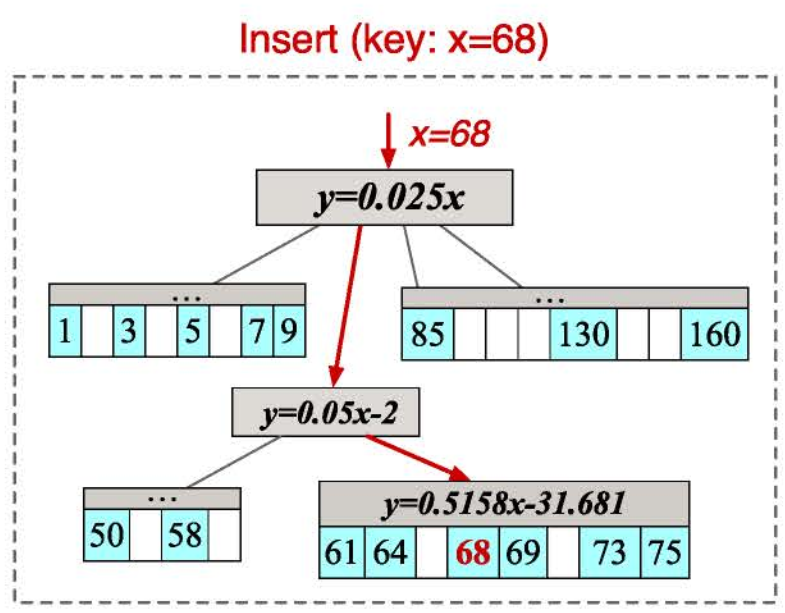 Insert (key: x=68)
x=68
y=0.025x
...
1 3 5 7 9
...
85 130 160
y=0.05x-2
...
50 58
y=0.5158x-31.681
61 64 68 69 73 75